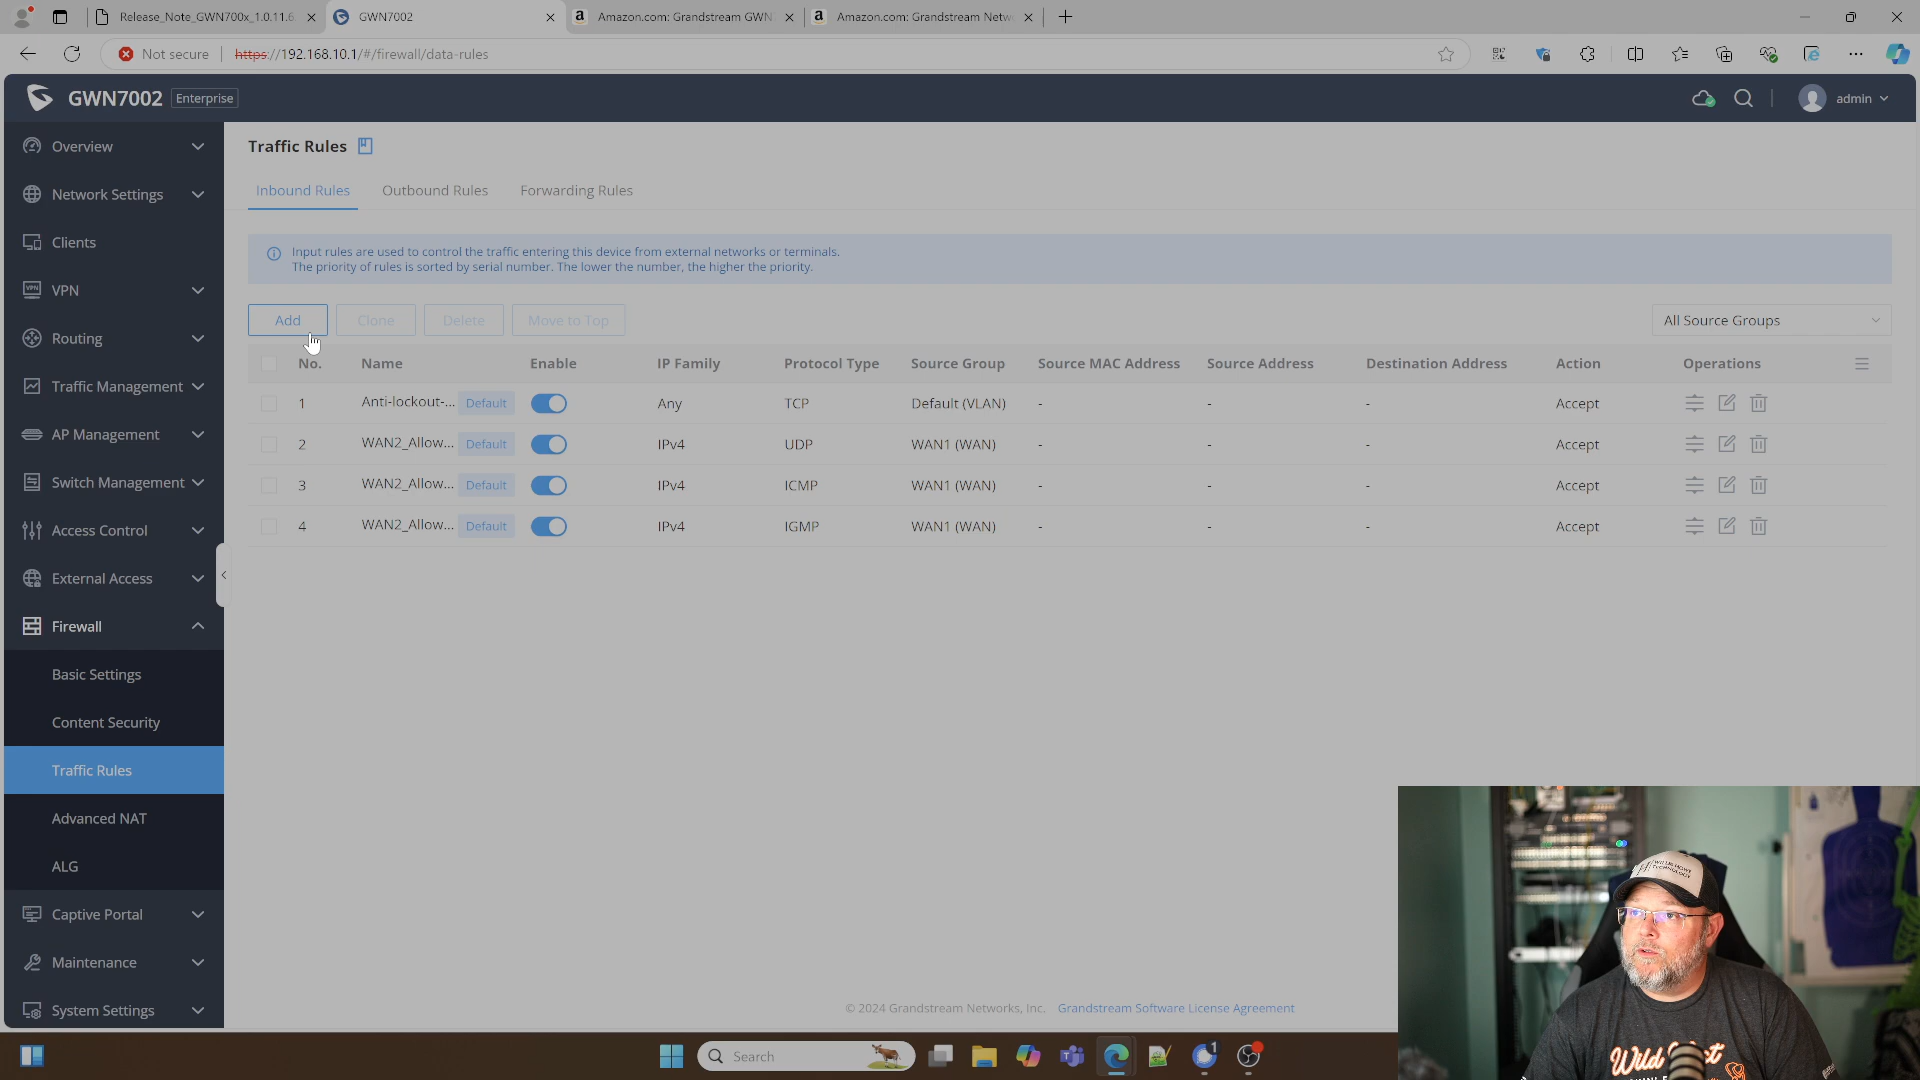 Release_Note_GWN700x_1.0.11.6
GWN7002
Amazon.com: Grandstream GWN
Amazon.com: Grandstream Netw
Not secure
https://192.168.10.1/#/firewall/data-rules
GWN7002
Enterprise
admin
Overview
Network Settings
Clients
VPN
Routing
Traffic Management
AP Management
Switch Management
Access Control
External Access
Firewall
Basic Settings
Content Security
Traffic Rules
Advanced NAT
ALG
Captive Portal
Maintenance
System Settings
Traffic Rules
Inbound Rules Outbound Rules Forwarding Rules
Input rules are used to control the traffic entering this device from external networks or terminals.
The priority of rules is sorted by serial number. The lower the number, the higher the priority.
Add Clone Delete Move to Top All Source Groups
No. Name Enable IP Family Protocol Type Source Group Source MAC Address Source Address Destination Address Action Operations
1 Anti-lockout-... Default Any TCP Default (VLAN) - - - Accept
2 WAN2_Allow... Default IPv4 UDP WAN1 (WAN) - - - Accept
3 WAN2_Allow... Default IPv4 ICMP WAN1 (WAN) - - - Accept
4 WAN2_Allow... Default IPv4 IGMP WAN1 (WAN) - - - Accept
© 2024 Grandstream Networks, Inc. Grandstream Software License Agreement
Search
1
Wild